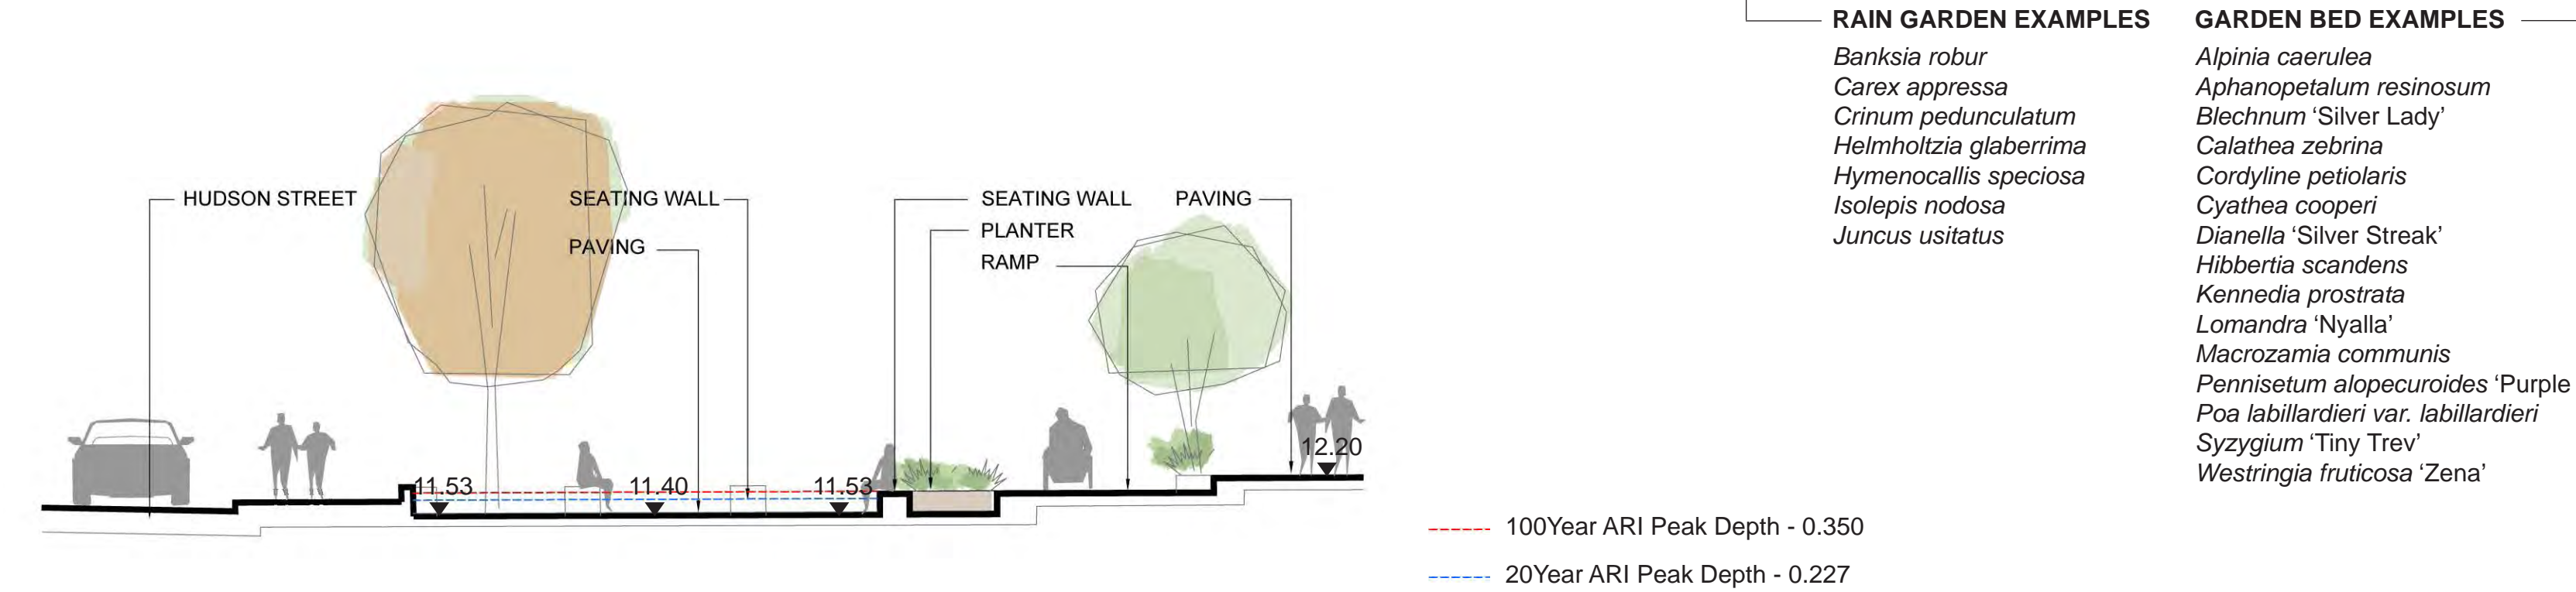 HUDSON STREET
SEATING WALL
PAVING
SEATING WALL
PAVING
PLANTER
RAMP
11.53
11.40
11.53
12.20
RAIN GARDEN EXAMPLES
Banksia robur
Carex appressa
Crinum pedunculatum
Helmholtzia glaberrima
Hymenocallis speciosa
Isolepis nodosa
Juncus usitatus
GARDEN BED EXAMPLES
Alpinia caerulea
Aphanopetalum resinosum
Blechnum ‘Silver Lady’
Calathea zebrina
Cordyline petiolaris
Cyathea cooperi
Dianella ‘Silver Streak’
Hibbertia scandens
Kennedia prostrata
Lomandra ‘Nyalla’
Macrozamia communis
Pennisetum alopecuroides ‘Purple
Poa labillardieri var. labillardieri
Syzygium ‘Tiny Trev’
Westringia fruticosa ‘Zena’
100Year ARI Peak Depth - 0.350
20Year ARI Peak Depth - 0.227